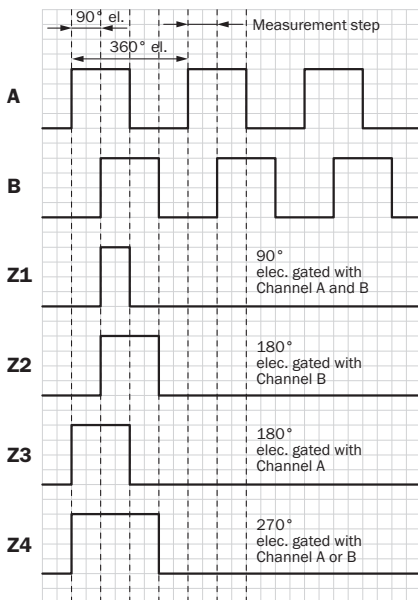 90° el.
Measurement step
360° el.
A
B
Z1
90°
elec. gated with
Channel A and B
Z2
180°
elec. gated with
Channel B
Z3
180°
elec. gated with
Channel A
Z4
270°
elec. gated with
Channel A or B